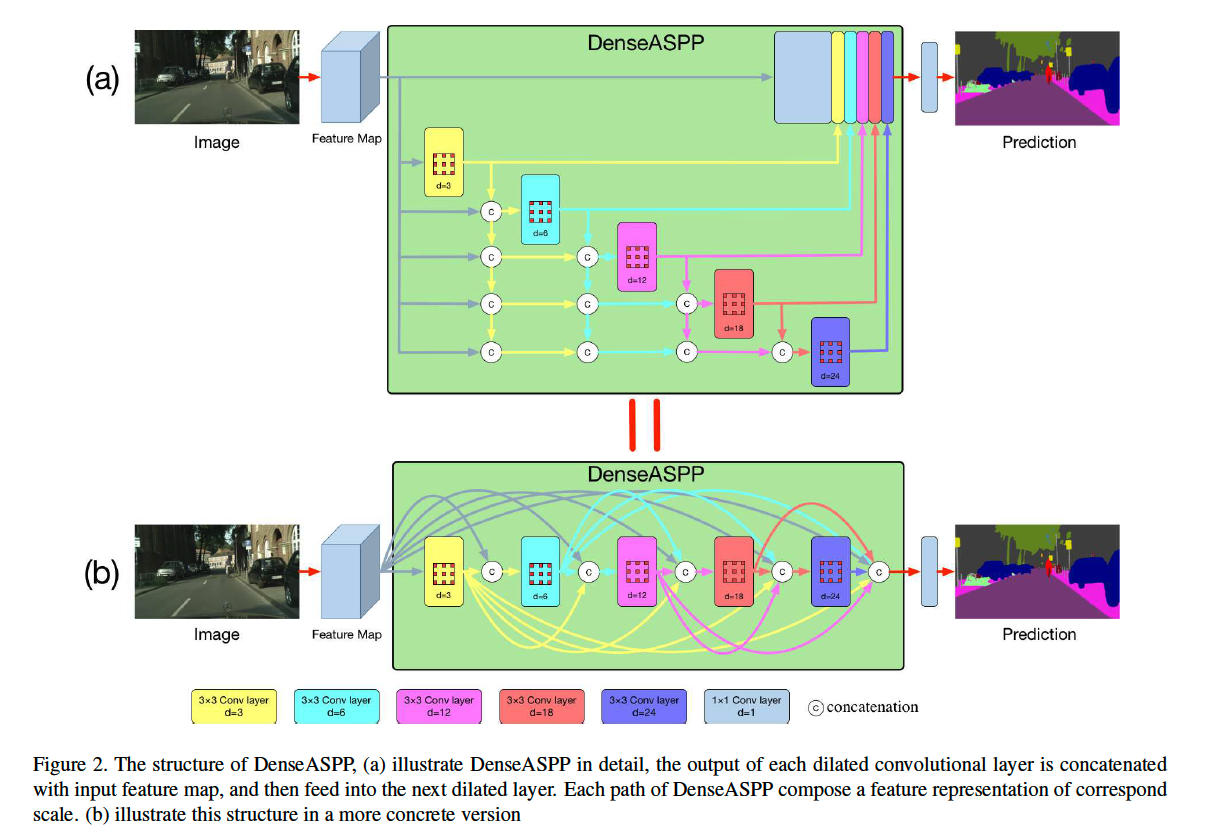 DenseASPP
(a)
Image
Feature Map
Prediction
d=3
C
d=6
C
C
d=12
C
C
C
d=18
C
C
C
C
d=24
DenseASPP
(b)
d=3
C
d=6
C
d=12
C
d=18
C
d=24
C
Image
Feature Map
Prediction
3×3 Conv layer
d=3
3×3 Conv layer
d=6
3×3 Conv layer
d=12
3×3 Conv layer
d=18
3×3 Conv layer
d=24
1×1 Conv layer
d=1
C concatenation
Figure 2. The structure of DenseASPP, (a) illustrate DenseASPP in detail, the output of each dilated convolutional layer is concatenated
with input feature map, and then feed into the next dilated layer. Each path of DenseASPP compose a feature representation of correspond
scale. (b) illustrate this structure in a more concrete version